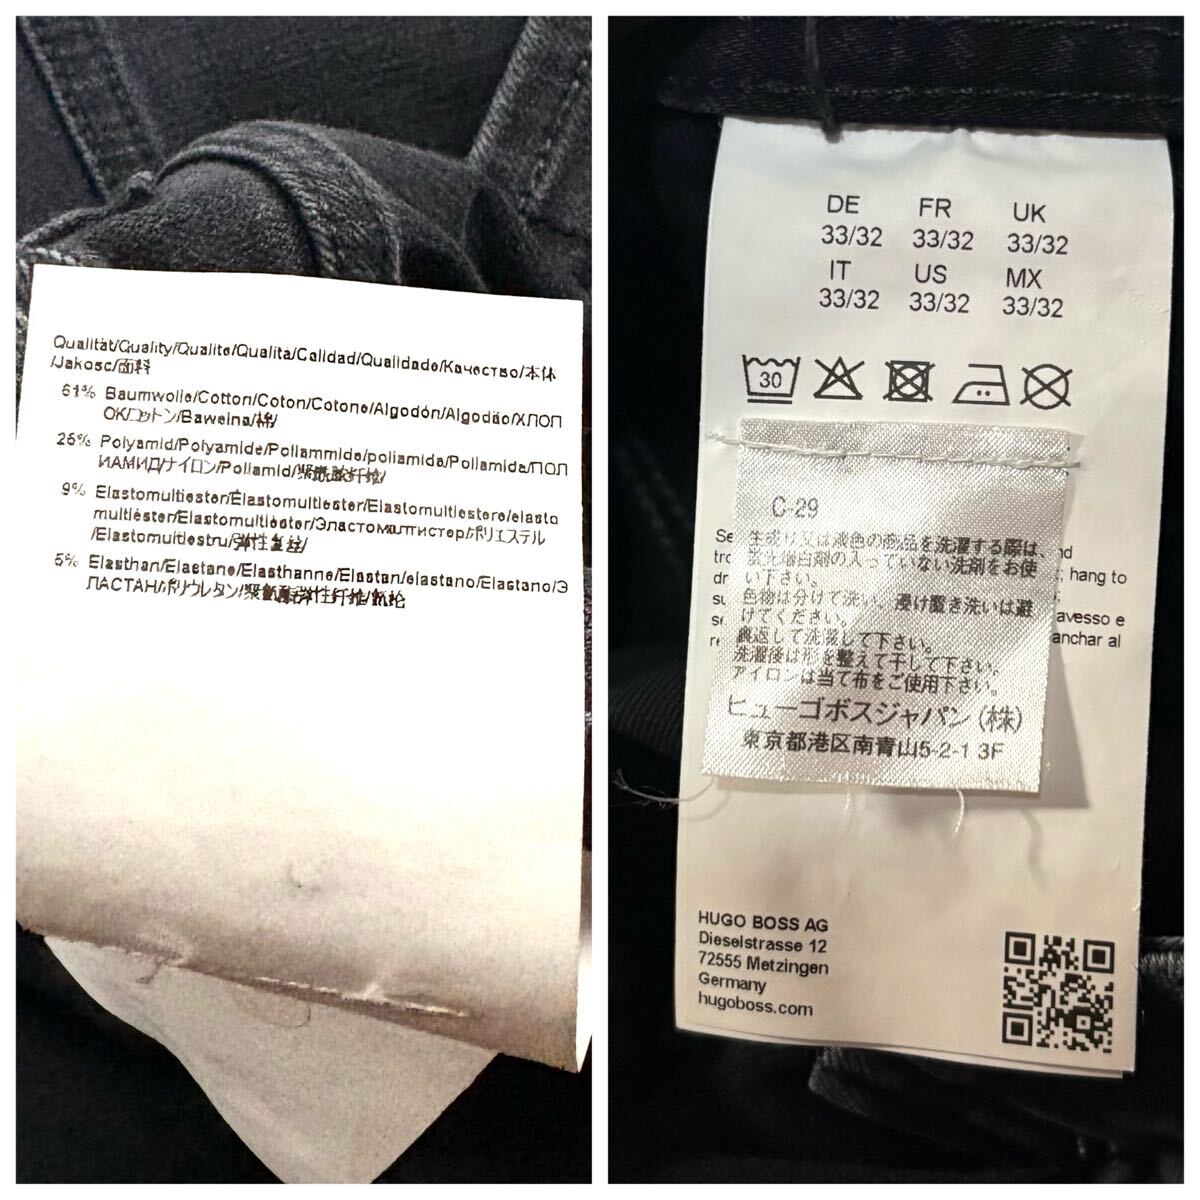 Qualität/Quality/Qualite/Qualita/Calidad/Qualidade/Качество/本体
/Jakosc/面料
61% Baumwolle/Cotton/Coton/Cotone/Algodón/Algodão/ХЛОП
ОК/コットン/Bawelna/棉/
Polyamid/Polyamide/Poliammide/poliamida/Poliamida/ПОЛ
ИАМИД/ナイロン/Poliamid/
9% Elastomultiester/Elastomultiester/Elastomultiestere/elasto
multiéster/Elastomultiester/Эластомултистер/ポリエステル
/Elastomultiestru/
5% Elasthan/Elastane/Elasthanne/Elastan/elastano/Elastano/Э
ЛАСТАН/ポリウレタン/
DE FR UK
33/32 33/32 33/32
IT US MX
33/32 33/32 33/32
30
C-29
生成り又は淡色の商品を洗濯する際は、
蛍光増白剤の入っていない洗剤をお使
い下さい。
色物は分けて洗い、浸け置き洗いは避
けてください。
裏返して洗濯して下さい。
洗濯後は形を整えて干して下さい。
アイロンは当て布をご使用下さい。
ヒューゴボスジャパン(株)
東京都港区南青山5-2-1 3F
hang to
avesso e
HUGO BOSS AG
Dieselstrasse 12
72555 Metzingen
Germany
hugoboss.com